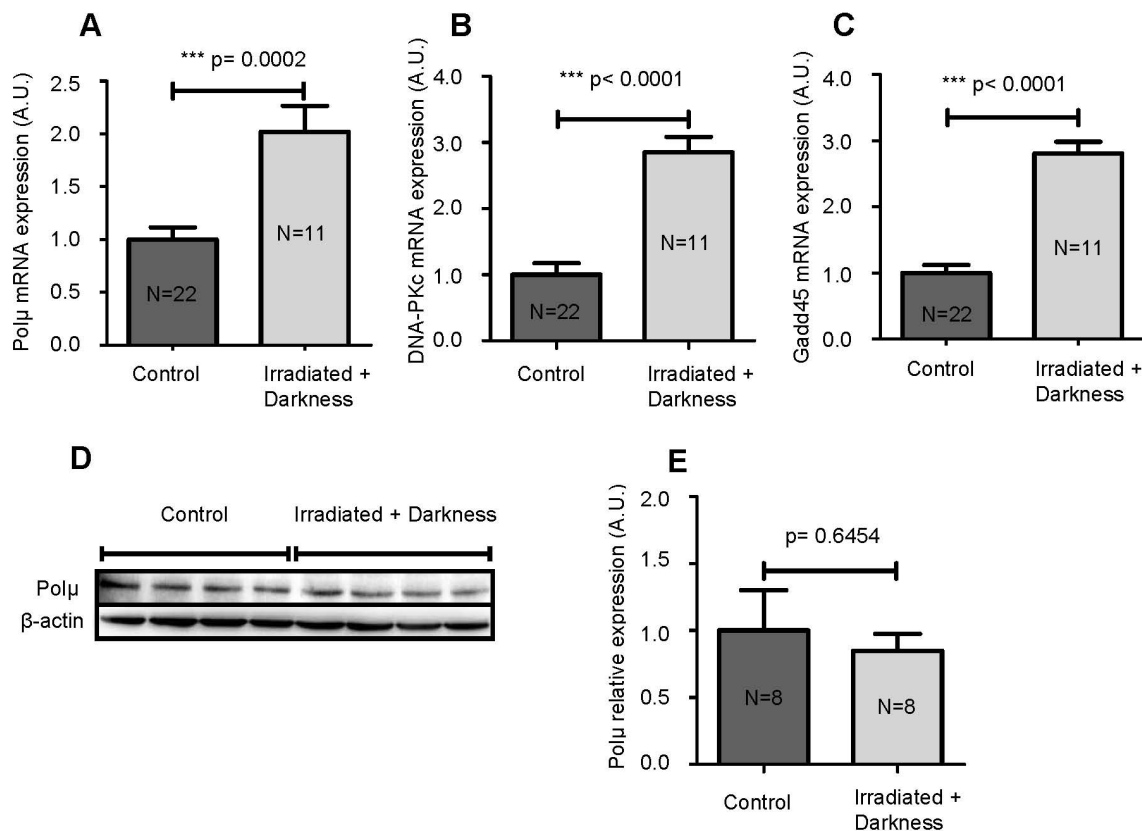 A
*** p= 0.0002
Polµ mRNA expression (A.U.)
2.5
2.0
1.5
1.0
0.5
0.0
N=22
N=11
Control
Irradiated +
Darkness
B
*** p< 0.0001
DNA-PKc mRNA expression (A.U.)
4.0
3.0
2.0
1.0
0.0
N=22
N=11
Control
Irradiated +
Darkness
C
*** p< 0.0001
Gadd45 mRNA expression (A.U.)
4.0
3.0
2.0
1.0
0.0
N=22
N=11
Control
Irradiated +
Darkness
D
Control
Irradiated + Darkness
Polµ
β-actin
E
p= 0.6454
Polµ relative expression (A.U.)
2.0
1.5
1.0
0.5
0.0
N=8
N=8
Control
Irradiated +
Darkness